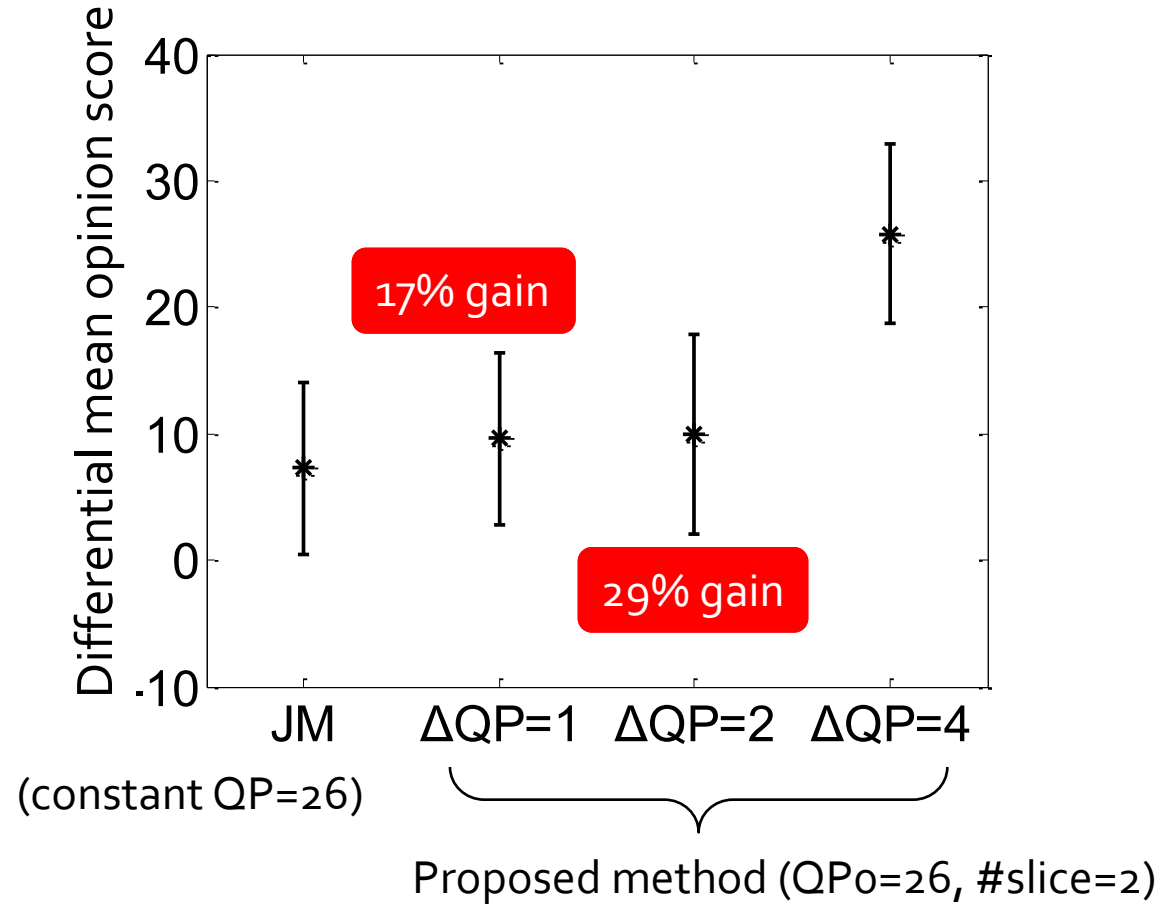 Differential mean opinion score
40
30
20
10
0
-10
17% gain
29% gain
JM
ΔQP=1
ΔQP=2
ΔQP=4
(constant QP=26)
Proposed method (QP0=26, #slice=2)